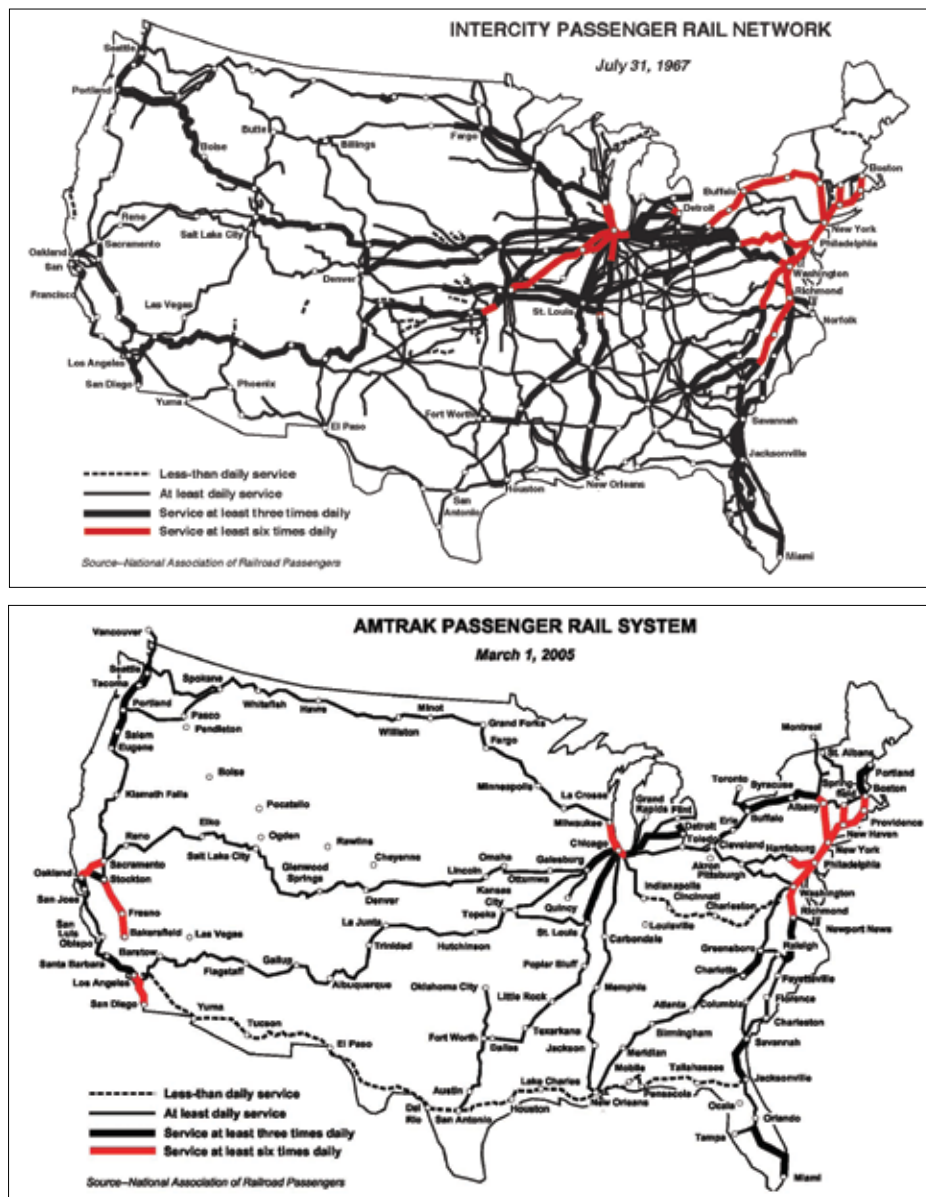 INTERCITY PASSENGER RAIL NETWORK
July 31, 1967
Seattle
Portland
Butte
Billings
Fargo
Boise
Boston
Buffalo
Detroit
Reno
Salt Lake City
New York
Philadelphia
Sacramento
Oakland
San
Francisco
Denver
Washington
Richmond
Las Vegas
St. Louis
Norfolk
Los Angeles
San Diego
Phoenix
Yuma
Fort Worth
El Paso
Savannah
Jacksonville
San
Antonio
Houston
New Orleans
Miami
Less-than daily service
At least daily service
Service at least three times daily
Service at least six times daily
Source–National Association of Railroad Passengers
AMTRAK PASSENGER RAIL SYSTEM
March 1, 2005
Vancouver
Seattle
Tacoma
Spokane
Whitefish
Havre
Minot
Williston
Grand Forks
Fargo
Portland
Pasco
Pendleton
Salem
Eugene
Montreal
St. Albans
Portland
Boise
Minneapolis
La Crosse
Grand
Rapids
Flint
Toronto
Syracuse
Spring-
field
Boston
Albany
Klamath Falls
Pocatello
Milwaukee
Detroit
Erie
Buffalo
Providence
New Haven
Reno
Elko
Ogden
Rawlins
Chicago
Toledo
Cleveland
Harrisburg
New York
Sacramento
Salt Lake City
Cheyenne
Omaha
Galesburg
Akron
Pittsburgh
Philadelphia
Oakland
Stockton
Glenwood
Springs
Lincoln
Ottumwa
Indianapolis
Washington
San Jose
Denver
Kansas
City
Quincy
Cincinnati
Charleston
Richmond
Fresno
La Junta
Topeka
St. Louis
Louisville
Newport News
San
Luis
Obispo
Bakersfield
Las Vegas
Trinidad
Hutchinson
Carbondale
Greensboro
Raleigh
Santa Barbara
Barstow
Flagstaff
Gallup
Albuquerque
Poplar Bluff
Charlotte
Fayetteville
Los Angeles
Oklahoma City
Little Rock
Memphis
Atlanta
Columbia
Florence
San Diego
Yuma
Tucson
Fort Worth
Dallas
Texarkana
Birmingham
Charleston
El Paso
Jackson
Meridian
Savannah
Austin
Lake Charles
Mobile
Tallahassee
Jacksonville
Del
Rio
San Antonio
Houston
New Orleans
Pensacola
Ocala
Orlando
Tampa
Miami
Less-than daily service
At least daily service
Service at least three times daily
Service at least six times daily
Source–National Association of Railroad Passengers